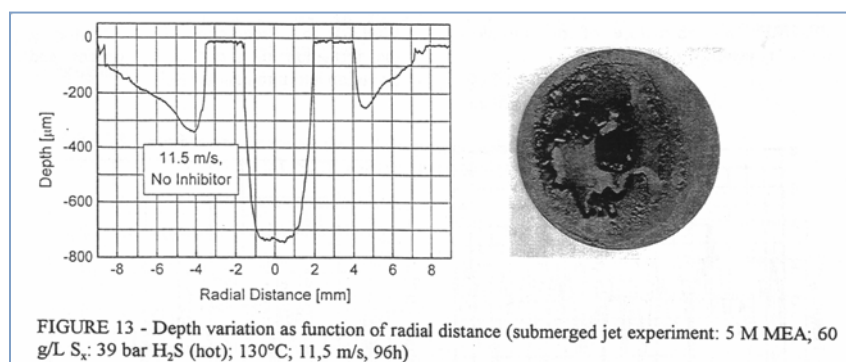 0
-200
-400
-600
-800
Depth [µm]
11.5 m/s,
No Inhibitor
-8 -6 -4 -2 0 2 4 6 8
Radial Distance [mm]
FIGURE 13 - Depth variation as function of radial distance (submerged jet experiment: 5 M MEA; 60
g/L Sₓ: 39 bar H₂S (hot); 130°C; 11,5 m/s, 96h)